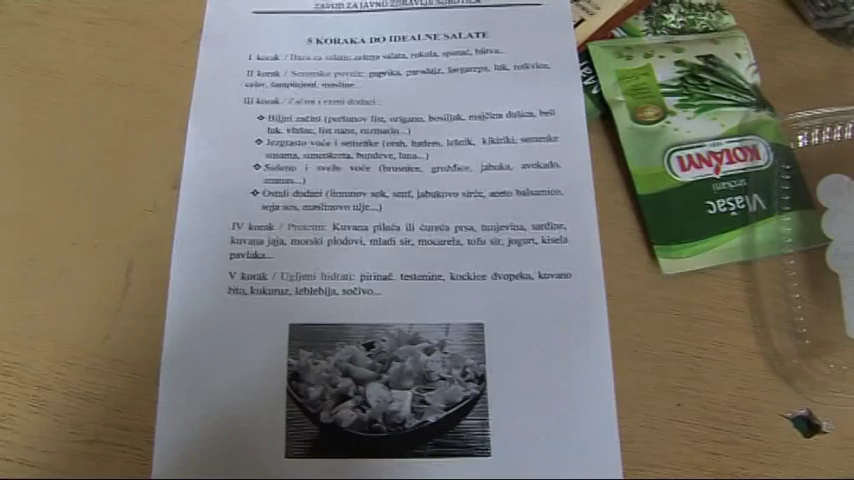 ZAVOD ZA JAVNO ZDRAVLJE SUBOTICA
5 KORAKA DO IDEALNE SALATE
I korak / Baza za salatu: zelena salata, rukola, spanać, blitva..
II korak / Sezonsko povrće: paprika, paradajz, šargarepa, luk, rotkvice,
celer, šampinjoni, masline..
III korak / Začini i razni dodaci :
❖ Biljni začini (peršunov list, origano, bosiljak, majčina dušica, beli
luk, vlašac, list nane, ruzmarin...)
❖ Jezgrasto voće i semenke (orah, badem, lešnik, kikiriki, semenke
susama, suncokreta, bundeve, lana...)
❖ Sušeno i sveže voće (brusnice, grožđice, jabuka, avokado,
ananas...)
❖ Ostali dodaci (limunov sok, senf, jabukovo sirće, aceto balsamico,
soja sos, maslinovo ulje...)
IV korak / Proteini: Kuvana pileća ili ćureća prsa, tunjevina, sardine,
kuvana jaja, morski plodovi, mladi sir, mocarela, tofu sir, jogurt, kisela
pavlaka...
V korak / Ugljeni hidrati: pirinač, testenine, kockice dvopeka, kuvano
žita, kukuruz, leblebija, sočivo...
KOTÁNYI
Vlašac
seckani